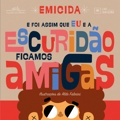 EMICIDA
E FOI ASSIM QUE EU E A
ESCURIDÃO
FICAMOS
AMIGAS